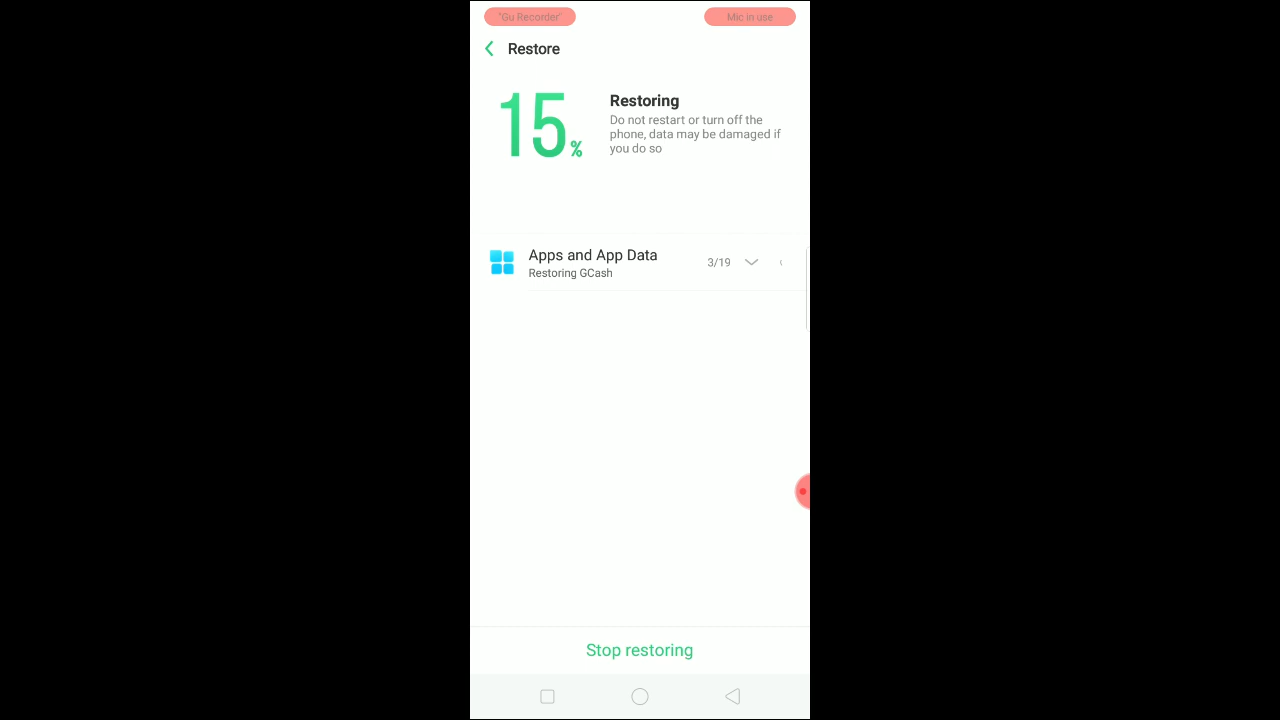 "Gu Recorder"
Mic in use
Restore
15%
Restoring
Do not restart or turn off the
phone, data may be damaged if
you do so
Apps and App Data
Restoring GCash
3/19
Stop restoring